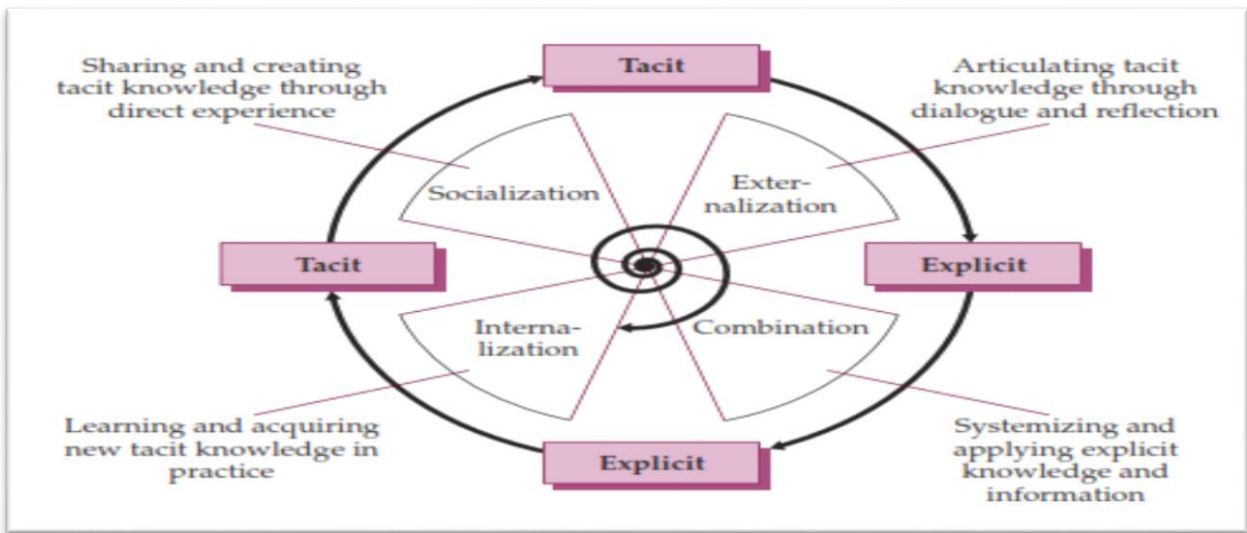 Tacit
Sharing and creating
tacit knowledge through
direct experience
Articulating tacit
knowledge through
dialogue and reflection
Socialization
Exter-
nalization
Tacit
Explicit
Interna-
lization
Combination
Learning and acquiring
new tacit knowledge in
practice
Explicit
Systemizing and
applying explicit
knowledge and
information